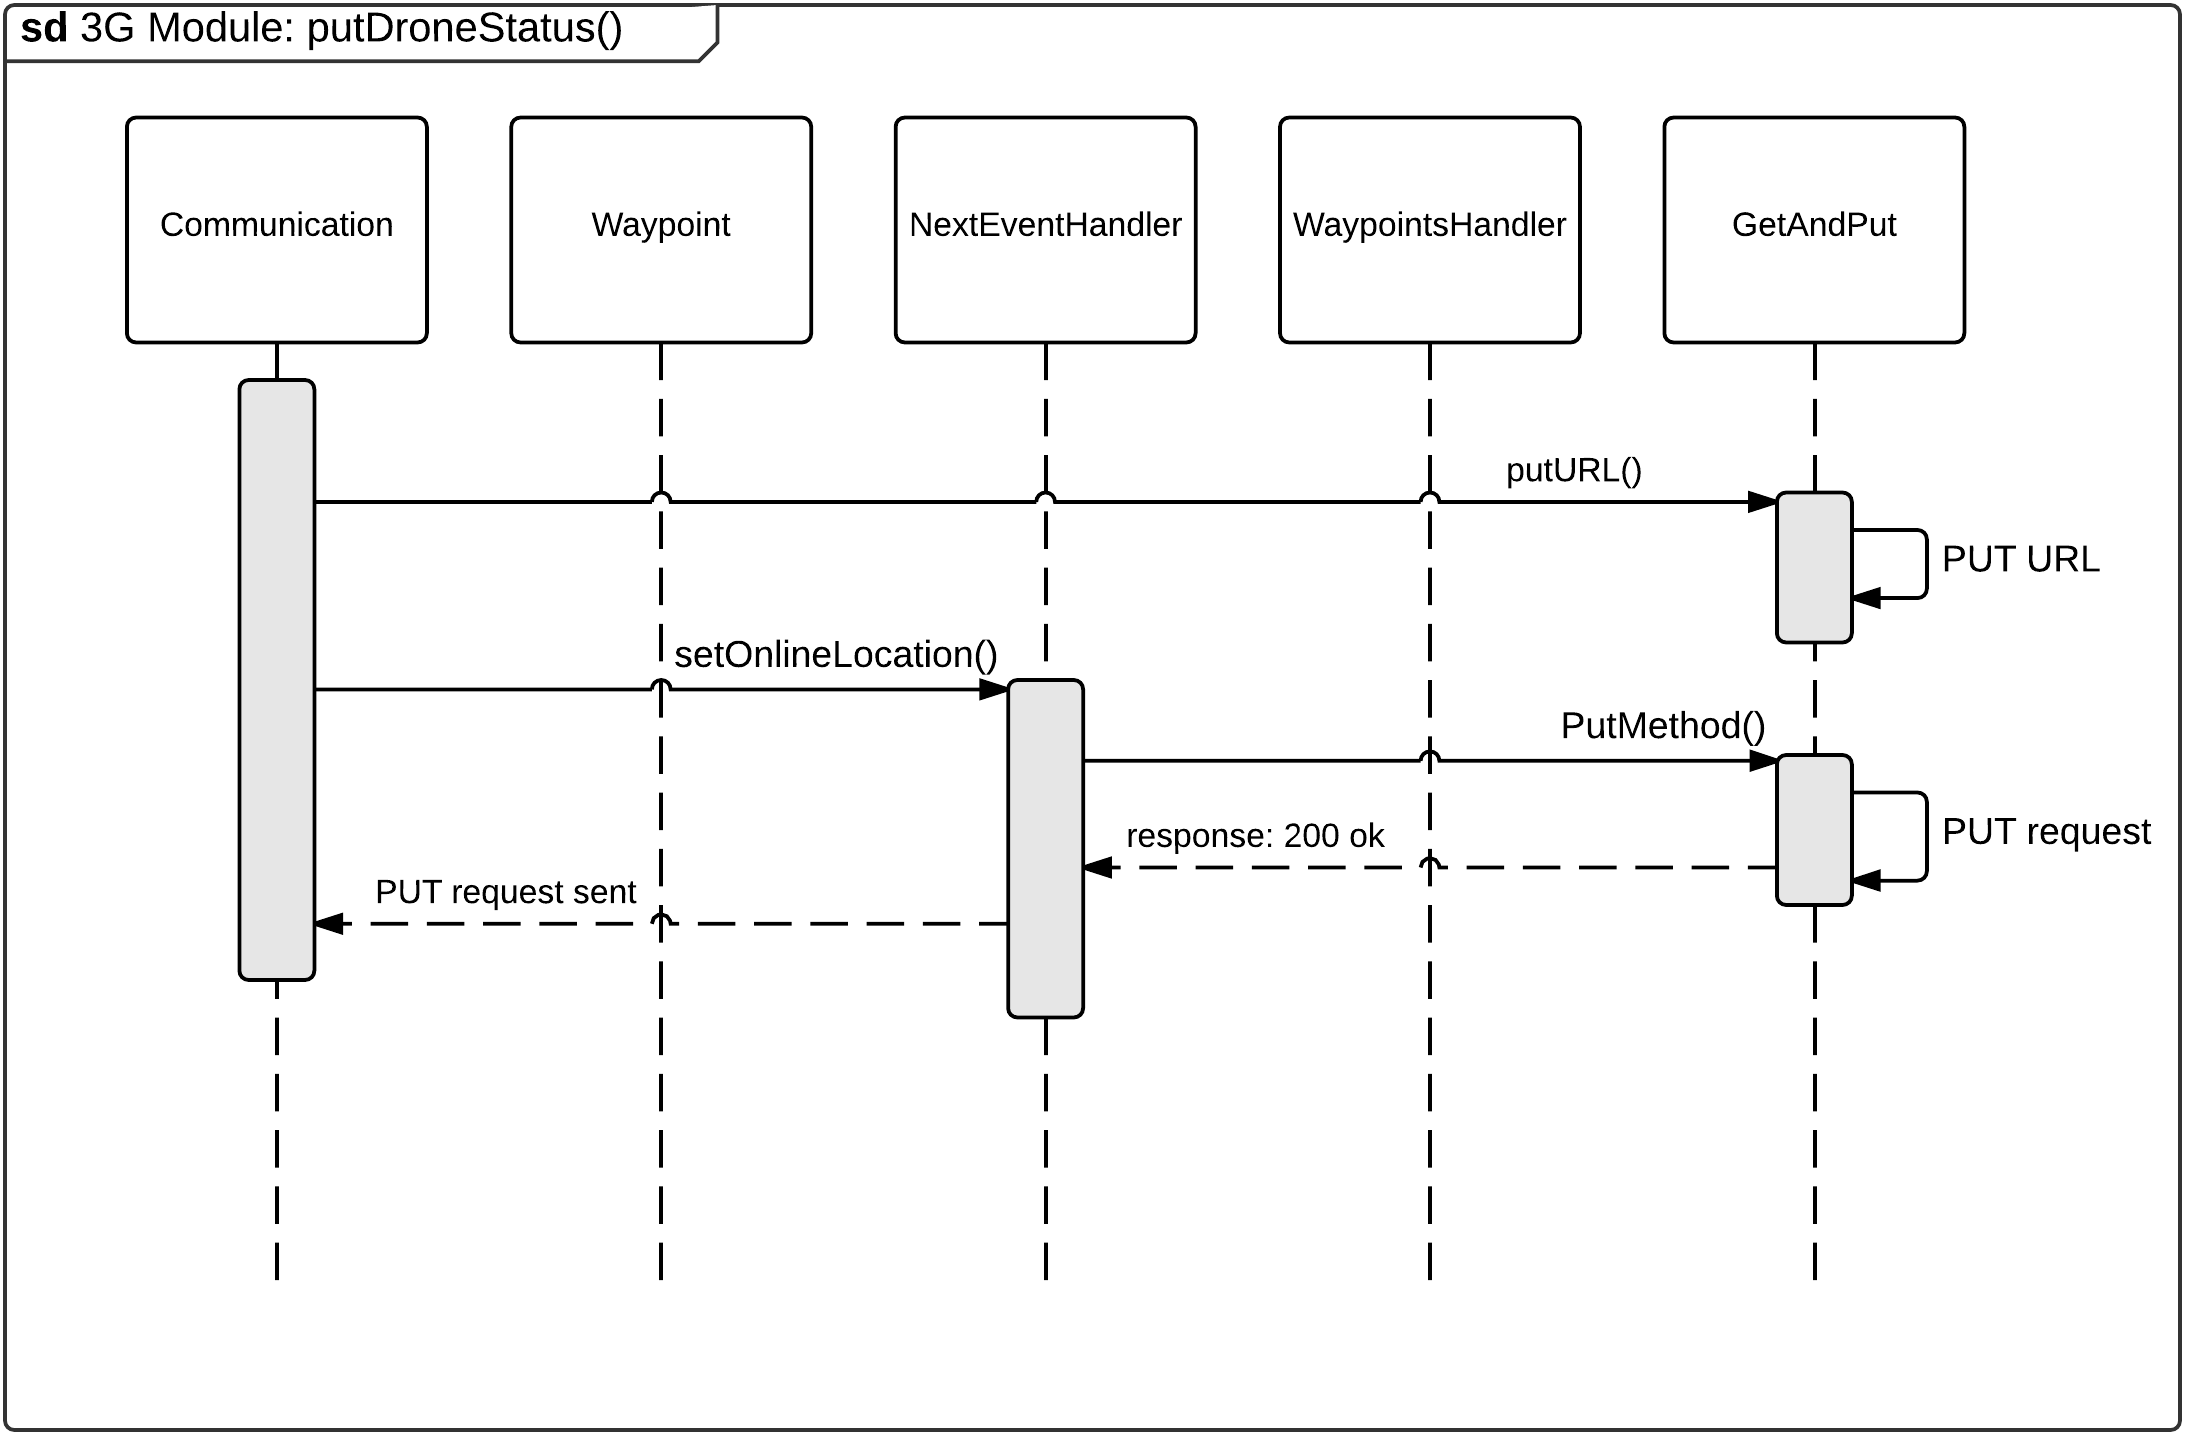 sd 3G Module: putDroneStatus()
Communication
Waypoint
NextEventHandler
WaypointsHandler
GetAndPut
putURL()
PUT URL
setOnlineLocation()
PutMethod()
PUT request
response: 200 ok
PUT request sent